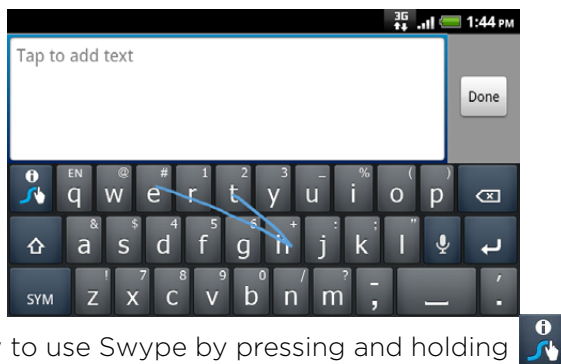 3G 1:44 PM
Tap to add text
Done
EN @ # 1 2 3 _ % ( )
q w e r t y u i o p
& $ 4 5 6 + : ; "
a s d f g h j k l
! 7 8 9 0 / ? '
SYM z x c v b n m - ; .
to use Swype by pressing and holding